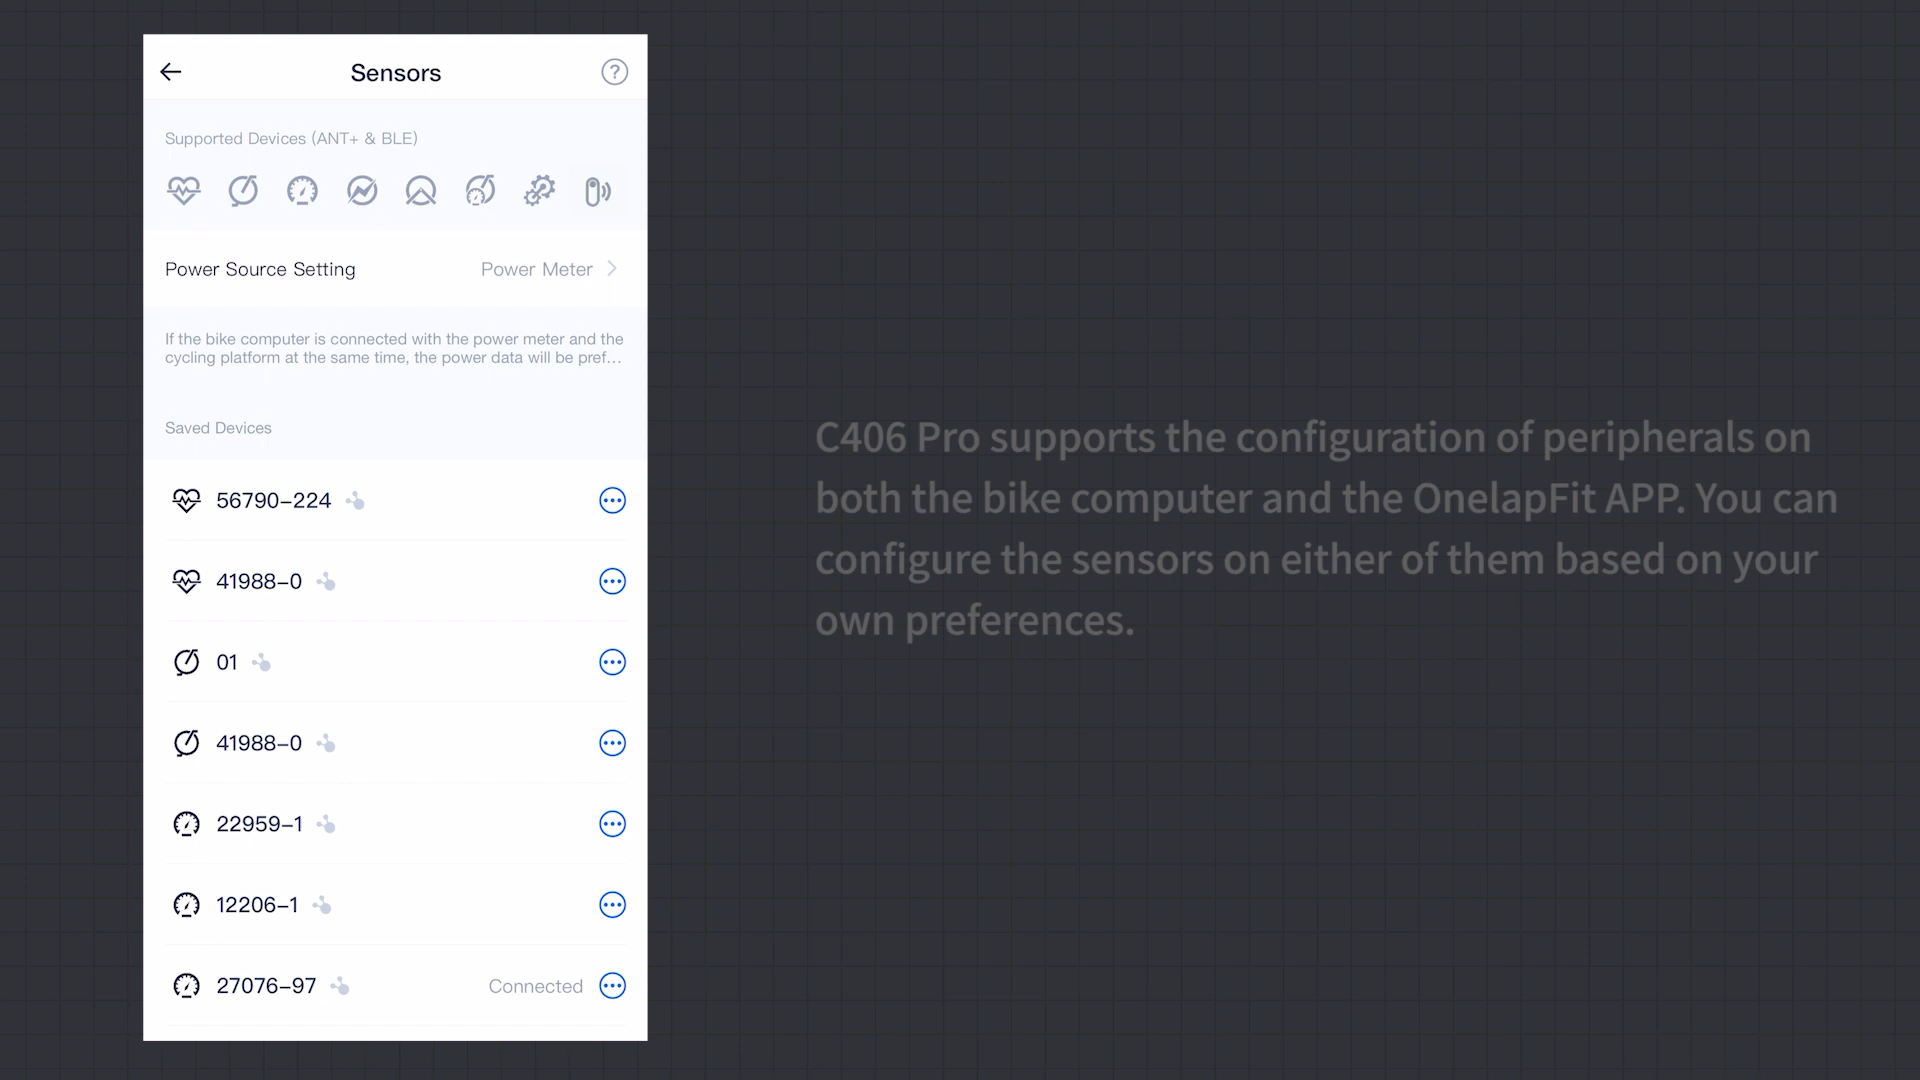 Sensors
Supported Devices (ANT+ & BLE)
Power Source Setting
Power Meter
If the bike computer is connected with the power meter and the
cycling platform at the same time, the power data will be pref...
Saved Devices
56790-224
41988-0
01
41988-0
22959-1
12206-1
27076-97
Connected
C406 Pro supports the configuration of peripherals on
both the bike computer and the OnelapFit APP. You can
configure the sensors on either of them based on your
own preferences.